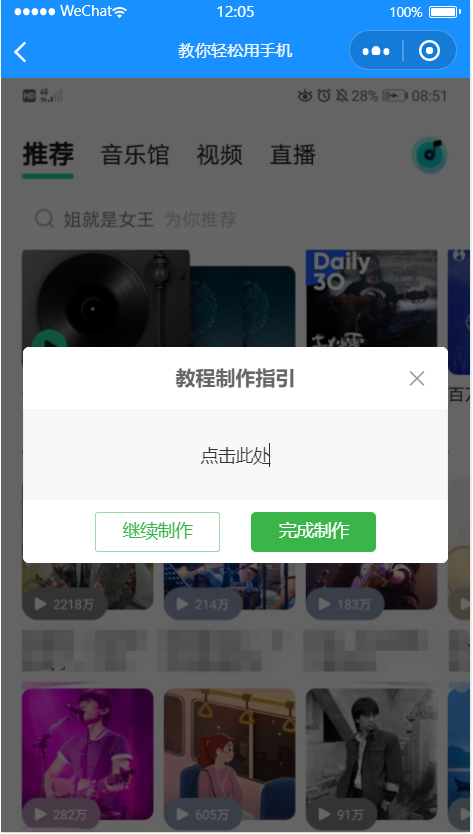 WeChat 12:05 100%
教你轻松用手机
HD 28% 08:51
推荐 音乐馆 视频 直播
姐就是女王 为你推荐
Daily
30
教程制作指引
百万
点击此处
继续制作 完成制作
2218万 214万 183万
282万 605万 91万